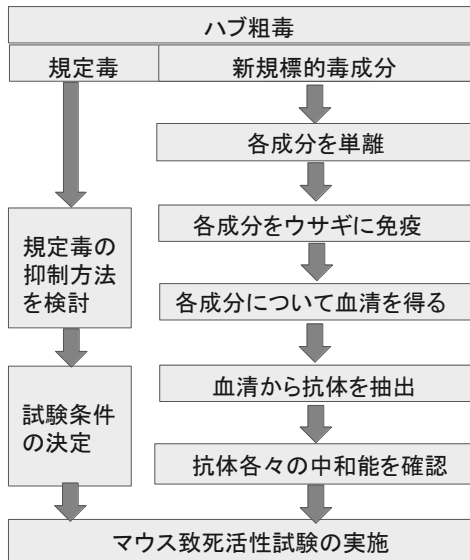 ハブ粗毒
規定毒
新規標的毒成分
各成分を単離
各成分をウサギに免疫
規定毒の
抑制方法
を検討
各成分について血清を得る
血清から抗体を抽出
試験条件
の決定
抗体各々の中和能を確認
マウス致死活性試験の実施